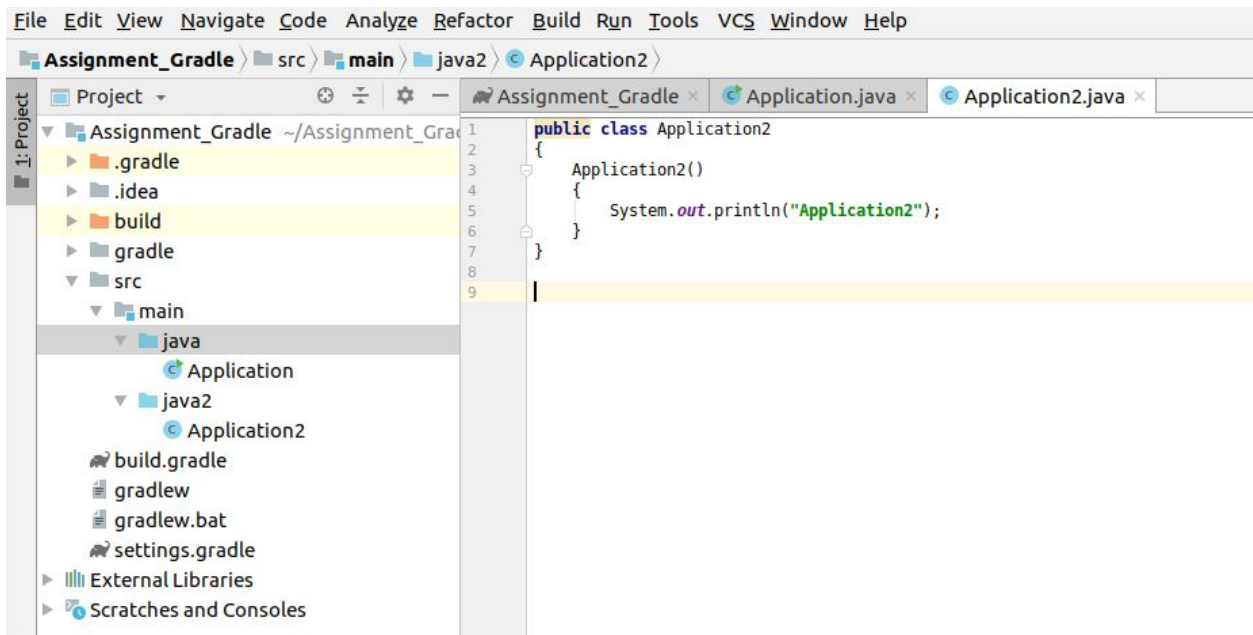 File Edit View Navigate Code Analyze Refactor Build Run Tools VCS Window Help
Assignment_Gradle src main java2 Application2
1: Project
Project
Assignment_Gradle ~/Assignment_Grad
.gradle
.idea
build
gradle
src
main
java
Application
java2
Application2
build.gradle
gradlew
gradlew.bat
settings.gradle
External Libraries
Scratches and Consoles
Assignment_Gradle Application.java Application2.java
1 public class Application2
2 {
3 Application2()
4 {
5 System.out.println("Application2");
6 }
7 }
8
9